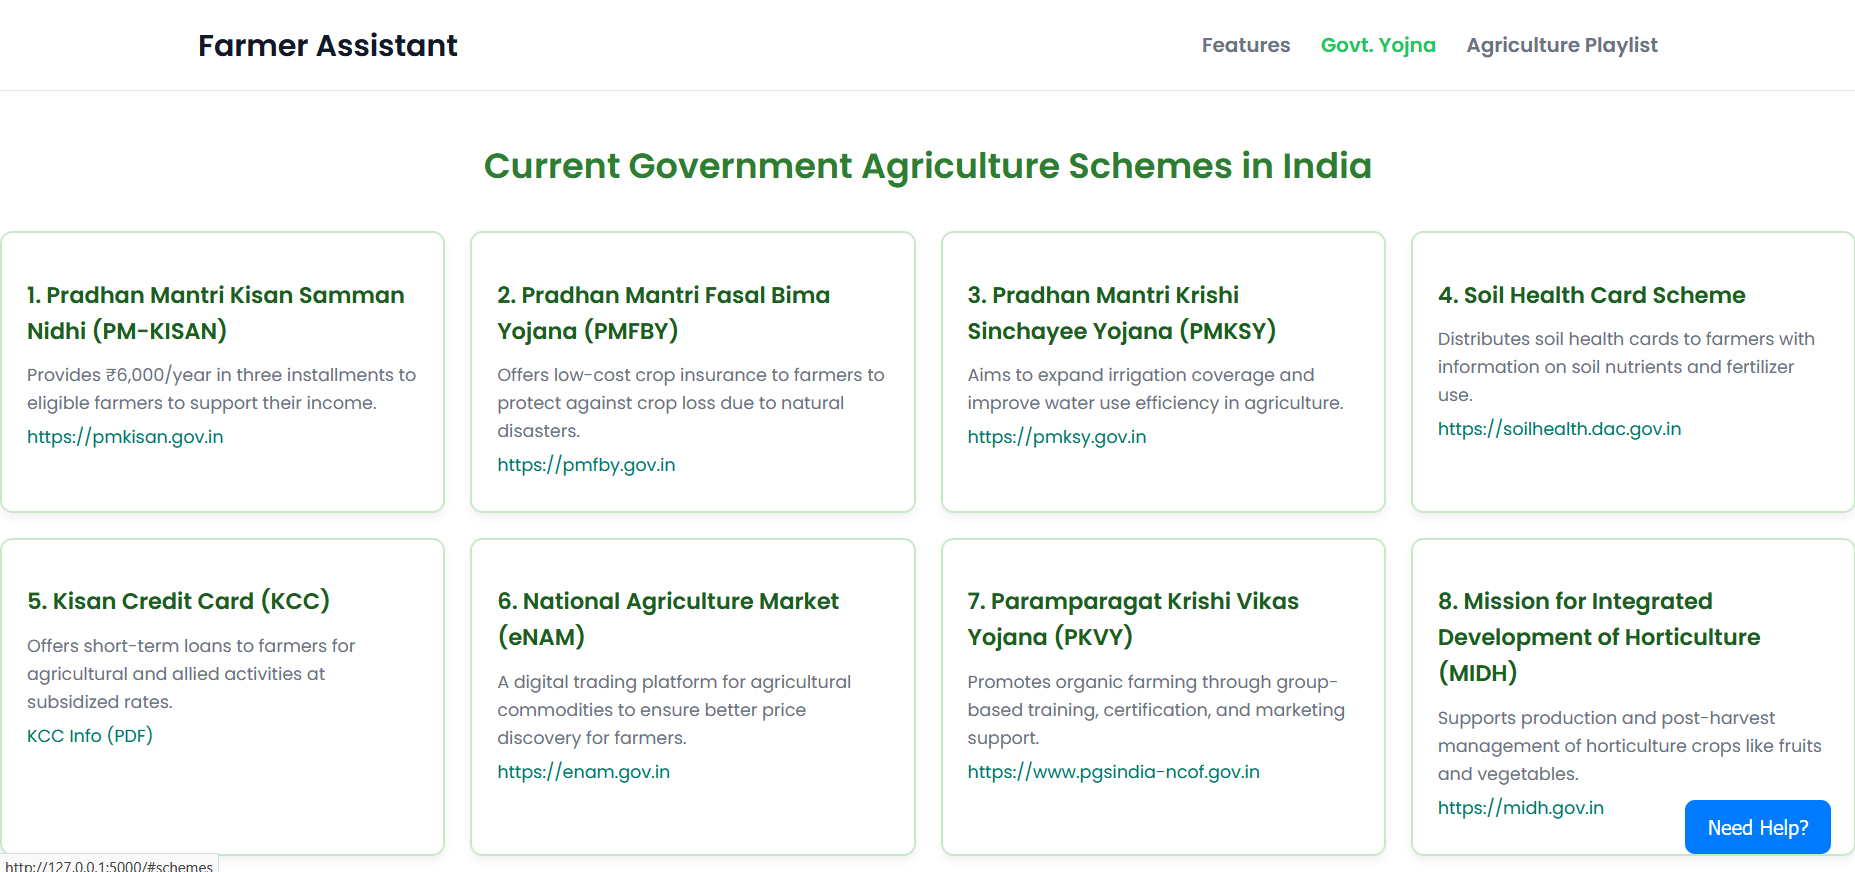 Farmer Assistant
Features Govt. Yojna Agriculture Playlist
Current Government Agriculture Schemes in India
1. Pradhan Mantri Kisan Samman
Nidhi (PM-KISAN)
Provides ₹6,000/year in three installments to
eligible farmers to support their income.
https://pmkisan.gov.in
2. Pradhan Mantri Fasal Bima
Yojana (PMFBY)
Offers low-cost crop insurance to farmers to
protect against crop loss due to natural
disasters.
https://pmfby.gov.in
3. Pradhan Mantri Krishi
Sinchayee Yojana (PMKSY)
Aims to expand irrigation coverage and
improve water use efficiency in agriculture.
https://pmksy.gov.in
4. Soil Health Card Scheme
Distributes soil health cards to farmers with
information on soil nutrients and fertilizer
use.
https://soilhealth.dac.gov.in
5. Kisan Credit Card (KCC)
Offers short-term loans to farmers for
agricultural and allied activities at
subsidized rates.
KCC Info (PDF)
6. National Agriculture Market
(eNAM)
A digital trading platform for agricultural
commodities to ensure better price
discovery for farmers.
https://enam.gov.in
7. Paramparagat Krishi Vikas
Yojana (PKVY)
Promotes organic farming through group-
based training, certification, and marketing
support.
https://www.pgsindia-ncof.gov.in
8. Mission for Integrated
Development of Horticulture
(MIDH)
Supports production and post-harvest
management of horticulture crops like fruits
and vegetables.
https://midh.gov.in
Need Help?
http://127.0.0.1:5000/#schemes